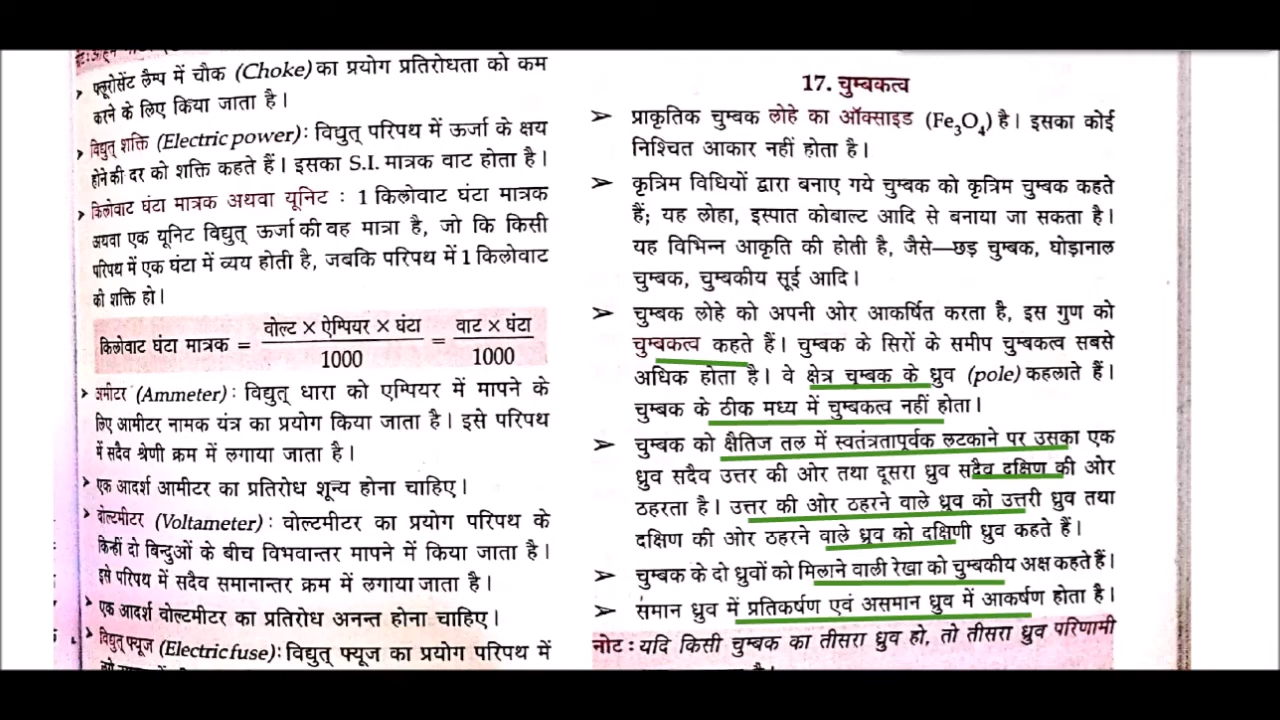 फ्लूरोसेंट लैम्प में चौक (Choke) का प्रयोग प्रतिरोधता को कम
करने के लिए किया जाता है।
विद्युत् शक्ति (Electric power) : विद्युत् परिपथ में ऊर्जा के क्षय
होने की दर को शक्ति कहते हैं। इसका S.I. मात्रक वाट होता है।
किलोवाट घंटा मात्रक अथवा यूनिट : 1 किलोवाट घंटा मात्रक
अथवा एक यूनिट विद्युत् ऊर्जा की वह मात्रा है, जो कि किसी
परिपथ में एक घंटा में व्यय होती है, जबकि परिपथ में 1 किलोवाट
की शक्ति हो।
किलोवाट घंटा मात्रक = वोल्ट × ऐम्पियर × घंटा / 1000 = वाट × घंटा / 1000
अमीटर (Ammeter) : विद्युत् धारा को एम्पियर में मापने के
लिए आमीटर नामक यंत्र का प्रयोग किया जाता है। इसे परिपथ
में सदैव श्रेणी क्रम में लगाया जाता है।
एक आदर्श आमीटर का प्रतिरोध शून्य होना चाहिए।
वोल्टमीटर (Voltameter) : वोल्टमीटर का प्रयोग परिपथ के
किन्हीं दो बिन्दुओं के बीच विभवान्तर मापने में किया जाता है।
इसे परिपथ में सदैव समानान्तर क्रम में लगाया जाता है।
एक आदर्श वोल्टमीटर का प्रतिरोध अनन्त होना चाहिए।
विद्युत् फ्यूज (Electric fuse) : विद्युत् फ्यूज का प्रयोग परिपथ में
17. चुम्बकत्व
➢ प्राकृतिक चुम्बक लोहे का ऑक्साइड (Fe₃O₄) है। इसका कोई
निश्चित आकार नहीं होता है।
➢ कृत्रिम विधियों द्वारा बनाए गये चुम्बक को कृत्रिम चुम्बक कहते
हैं; यह लोहा, इस्पात कोबाल्ट आदि से बनाया जा सकता है।
यह विभिन्न आकृति की होती है, जैसे—छड़ चुम्बक, घोड़ानाल
चुम्बक, चुम्बकीय सूई आदि।
➢ चुम्बक लोहे को अपनी ओर आकर्षित करता है, इस गुण को
चुम्बकत्व कहते हैं। चुम्बक के सिरों के समीप चुम्बकत्व सबसे
अधिक होता है। वे क्षेत्र चुम्बक के ध्रुव (pole) कहलाते हैं।
चुम्बक के ठीक मध्य में चुम्बकत्व नहीं होता।
➢ चुम्बक को क्षैतिज तल में स्वतंत्रतापूर्वक लटकाने पर उसका एक
ध्रुव सदैव उत्तर की ओर तथा दूसरा ध्रुव सदैव दक्षिण की ओर
ठहरता है। उत्तर की ओर ठहरने वाले ध्रुव को उत्तरी ध्रुव तथा
दक्षिण की ओर ठहरने वाले ध्रुव को दक्षिणी ध्रुव कहते हैं।
➢ चुम्बक के दो ध्रुवों को मिलाने वाली रेखा को चुम्बकीय अक्ष कहते हैं।
➢ समान ध्रुव में प्रतिकर्षण एवं असमान ध्रुव में आकर्षण होता है।
नोट : यदि किसी चुम्बक का तीसरा ध्रुव हो, तो तीसरा ध्रुव परिणामी